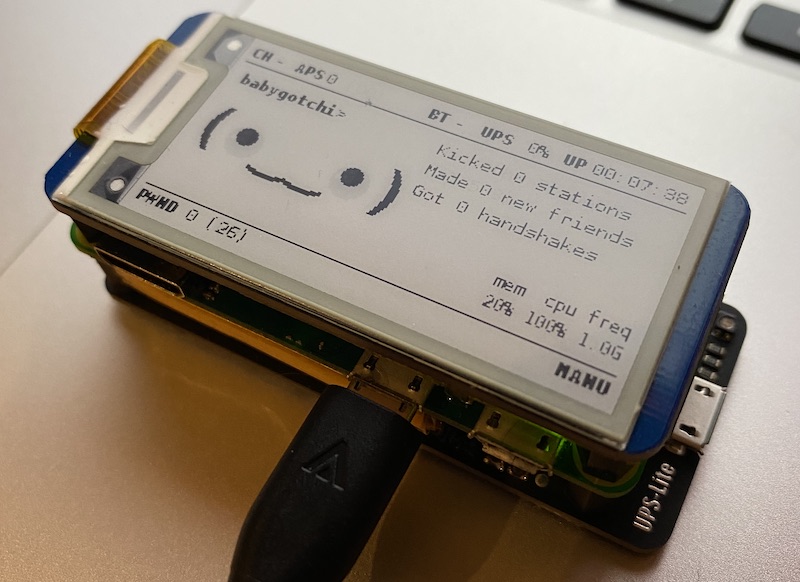 CH - APS 0
BT - UPS 0% UP 00:07:38
babygotchi>
Kicked 0 stations
Made 0 new friends
Got 0 handshakes
mem cpu freq
20% 100% 1.0G
PWND 0 (26)
MANU
UPS-Lite